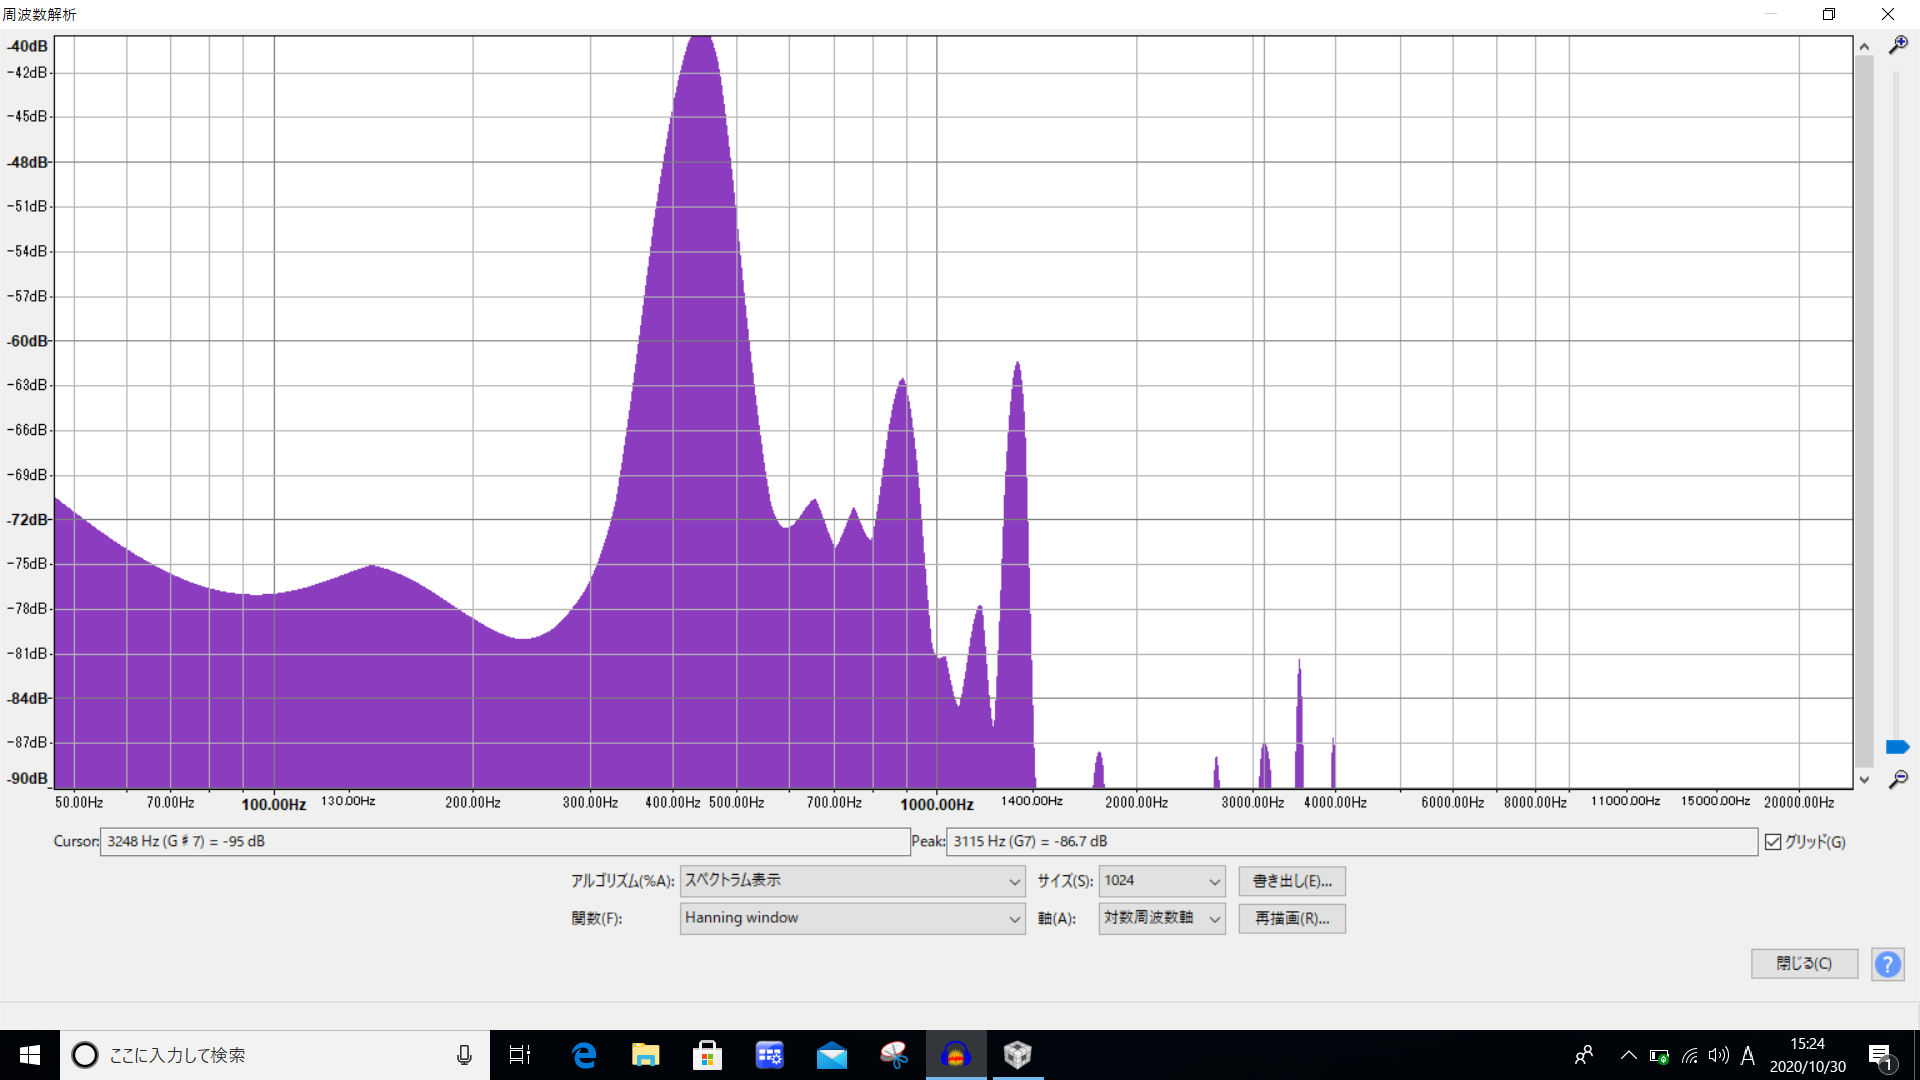 周波数解析
-40dB
-42dB
-45dB
-48dB
-51dB
-54dB
-57dB
-60dB
-63dB
-66dB
-69dB
-72dB
-75dB
-78dB
-81dB
-84dB
-87dB
-90dB
50.00Hz 70.00Hz 100.00Hz 130.00Hz 200.00Hz 300.00Hz 400.00Hz 500.00Hz 700.00Hz 1000.00Hz 1400.00Hz 2000.00Hz 3000.00Hz 4000.00Hz 6000.00Hz 8000.00Hz 11000.00Hz 15000.00Hz 20000.00Hz
Cursor: 3248 Hz (G♯7) = -95 dB Peak: 3115 Hz (G7) = -86.7 dB グリッド(G)
アルゴリズム(%A): スペクトラム表示 サイズ(S): 1024 書き出し(E)...
関数(F): Hanning window 軸(A): 対数周波数軸 再描画(R)...
閉じる(C) ?
ここに入力して検索 A 15:24
2020/10/30 1